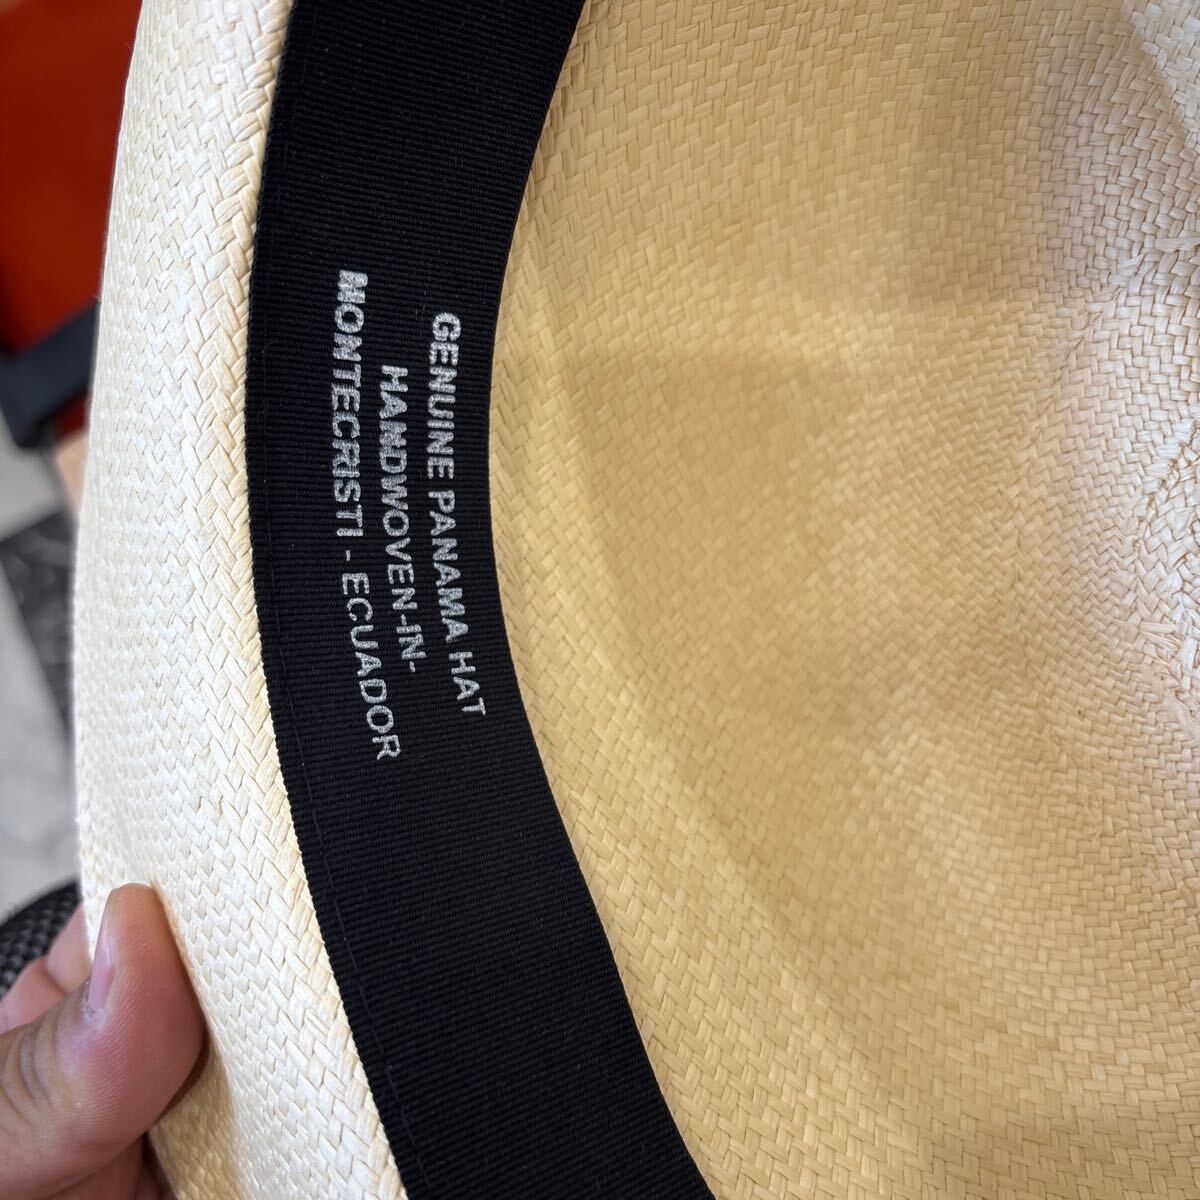 GENUINE PANAMA HAT
HANDWOVEN-IN-
MONTECRISTI - ECUADOR